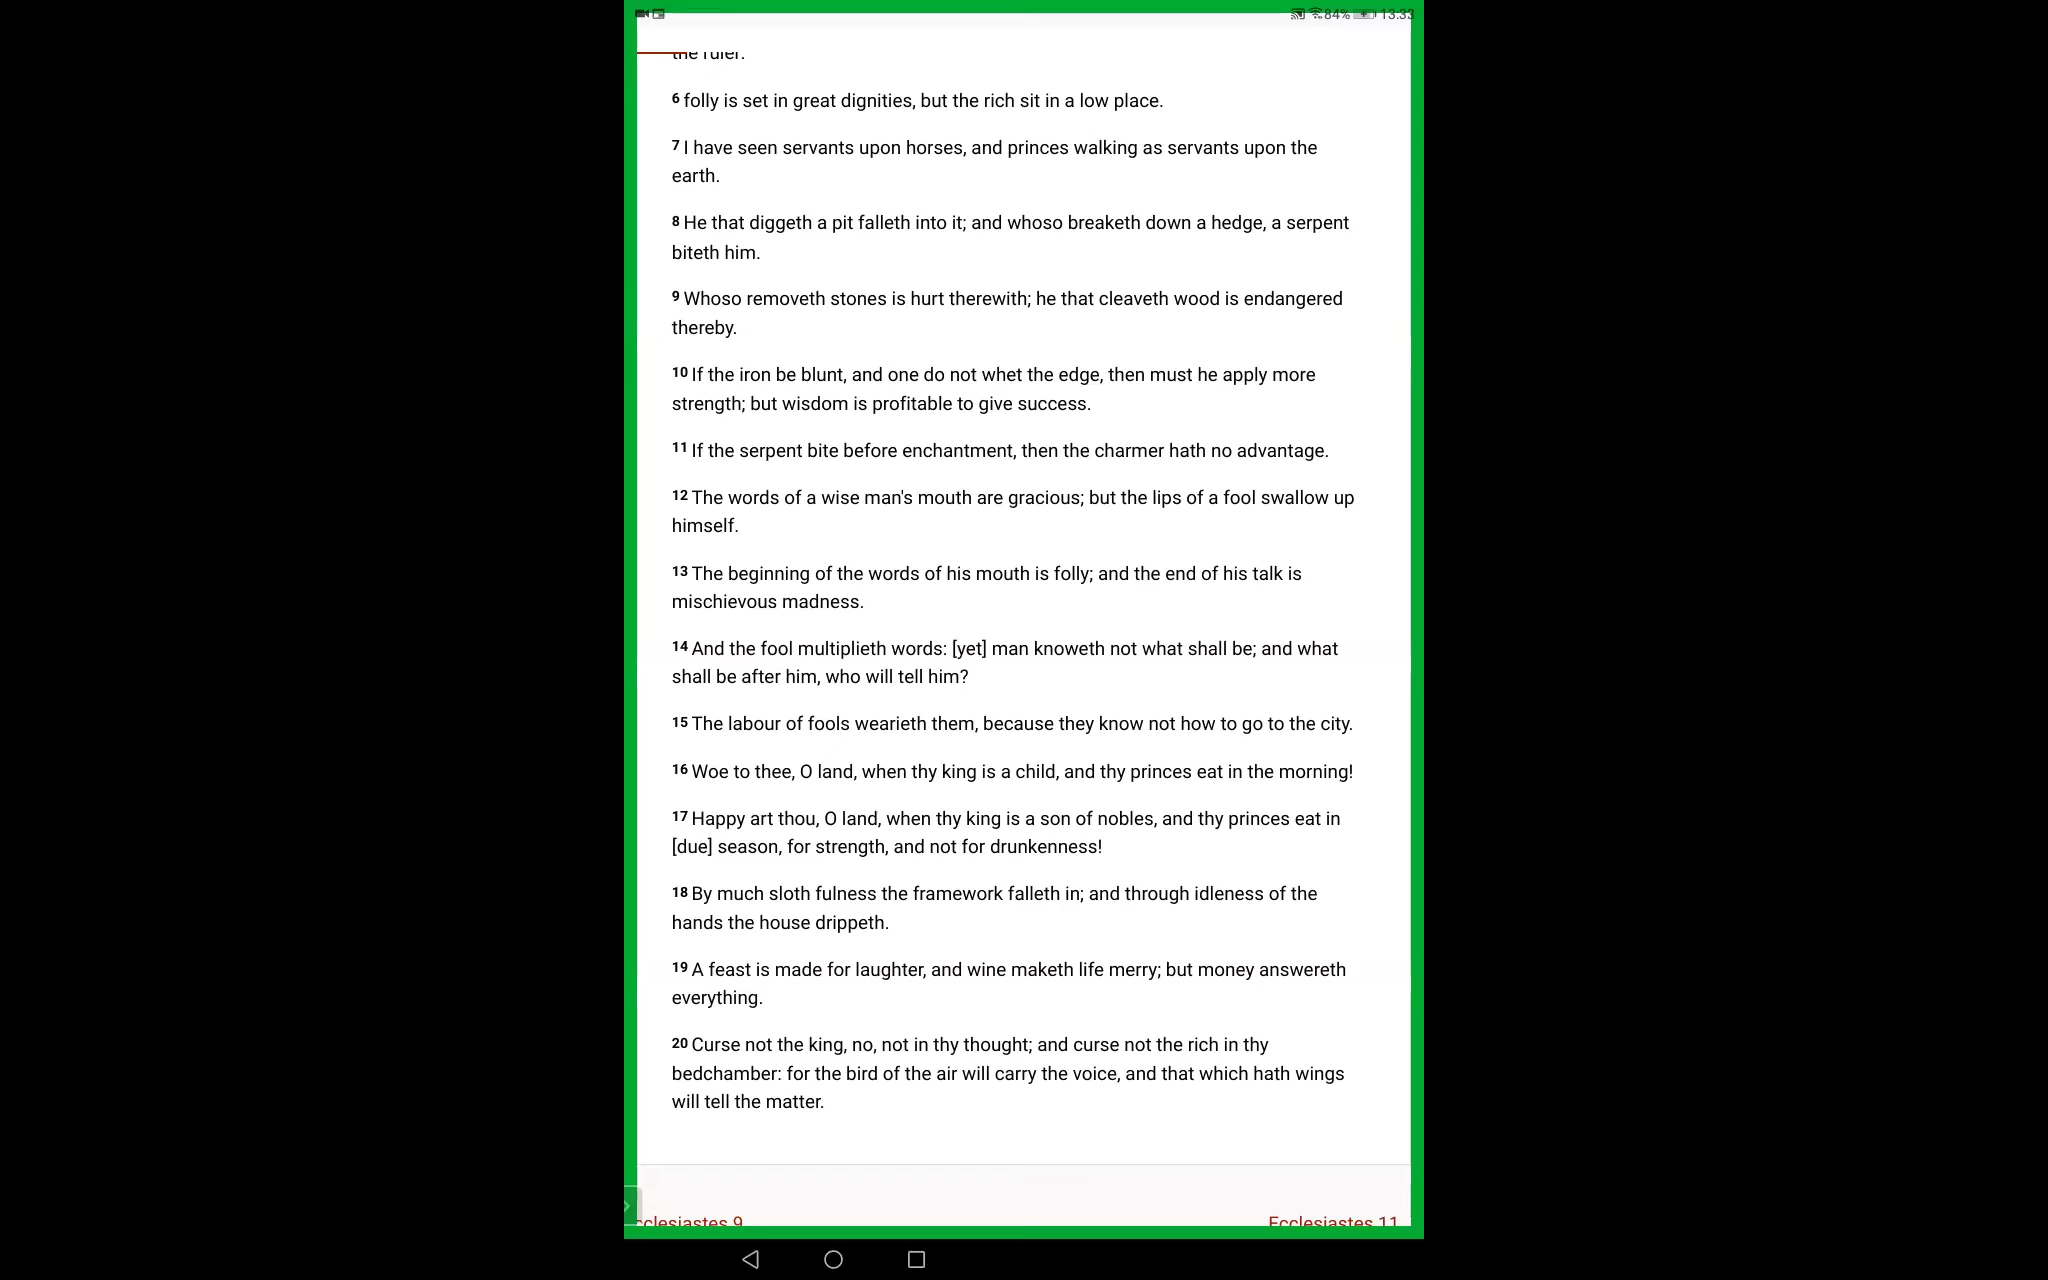 84% 13:33
the ruler.
6 folly is set in great dignities, but the rich sit in a low place.
7 I have seen servants upon horses, and princes walking as servants upon the
earth.
8 He that diggeth a pit falleth into it; and whoso breaketh down a hedge, a serpent
biteth him.
9 Whoso removeth stones is hurt therewith; he that cleaveth wood is endangered
thereby.
10 If the iron be blunt, and one do not whet the edge, then must he apply more
strength; but wisdom is profitable to give success.
11 If the serpent bite before enchantment, then the charmer hath no advantage.
12 The words of a wise man's mouth are gracious; but the lips of a fool swallow up
himself.
13 The beginning of the words of his mouth is folly; and the end of his talk is
mischievous madness.
14 And the fool multiplieth words: [yet] man knoweth not what shall be; and what
shall be after him, who will tell him?
15 The labour of fools wearieth them, because they know not how to go to the city.
16 Woe to thee, O land, when thy king is a child, and thy princes eat in the morning!
17 Happy art thou, O land, when thy king is a son of nobles, and thy princes eat in
[due] season, for strength, and not for drunkenness!
18 By much sloth fulness the framework falleth in; and through idleness of the
hands the house drippeth.
19 A feast is made for laughter, and wine maketh life merry; but money answereth
everything.
20 Curse not the king, no, not in thy thought; and curse not the rich in thy
bedchamber: for the bird of the air will carry the voice, and that which hath wings
will tell the matter.
cclesiastes 9 Ecclesiastes 11